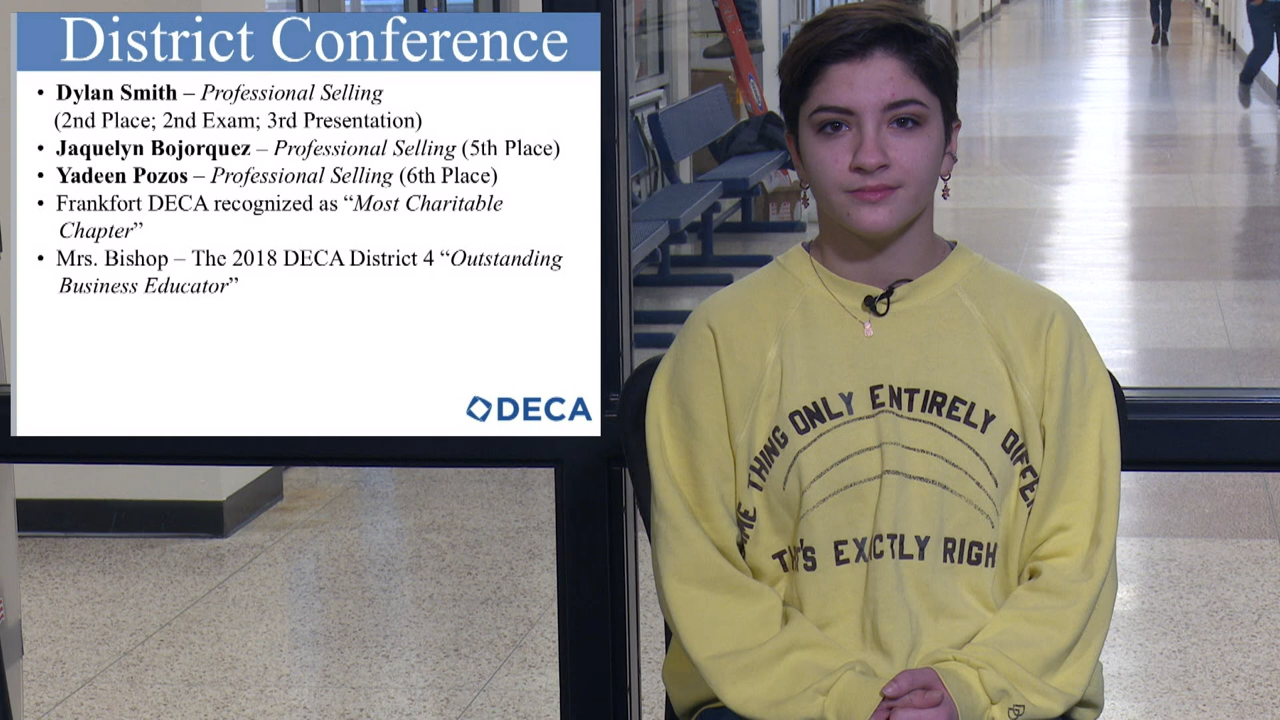 District Conference
• Dylan Smith – Professional Selling
(2nd Place; 2nd Exam; 3rd Presentation)
• Jaquelyn Bojorquez – Professional Selling (5th Place)
• Yadeen Pozos – Professional Selling (6th Place)
• Frankfort DECA recognized as “Most Charitable
Chapter”
• Mrs. Bishop – The 2018 DECA District 4 “Outstanding
Business Educator”
DECA
THING ONLY ENTIRELY
EXACTLY